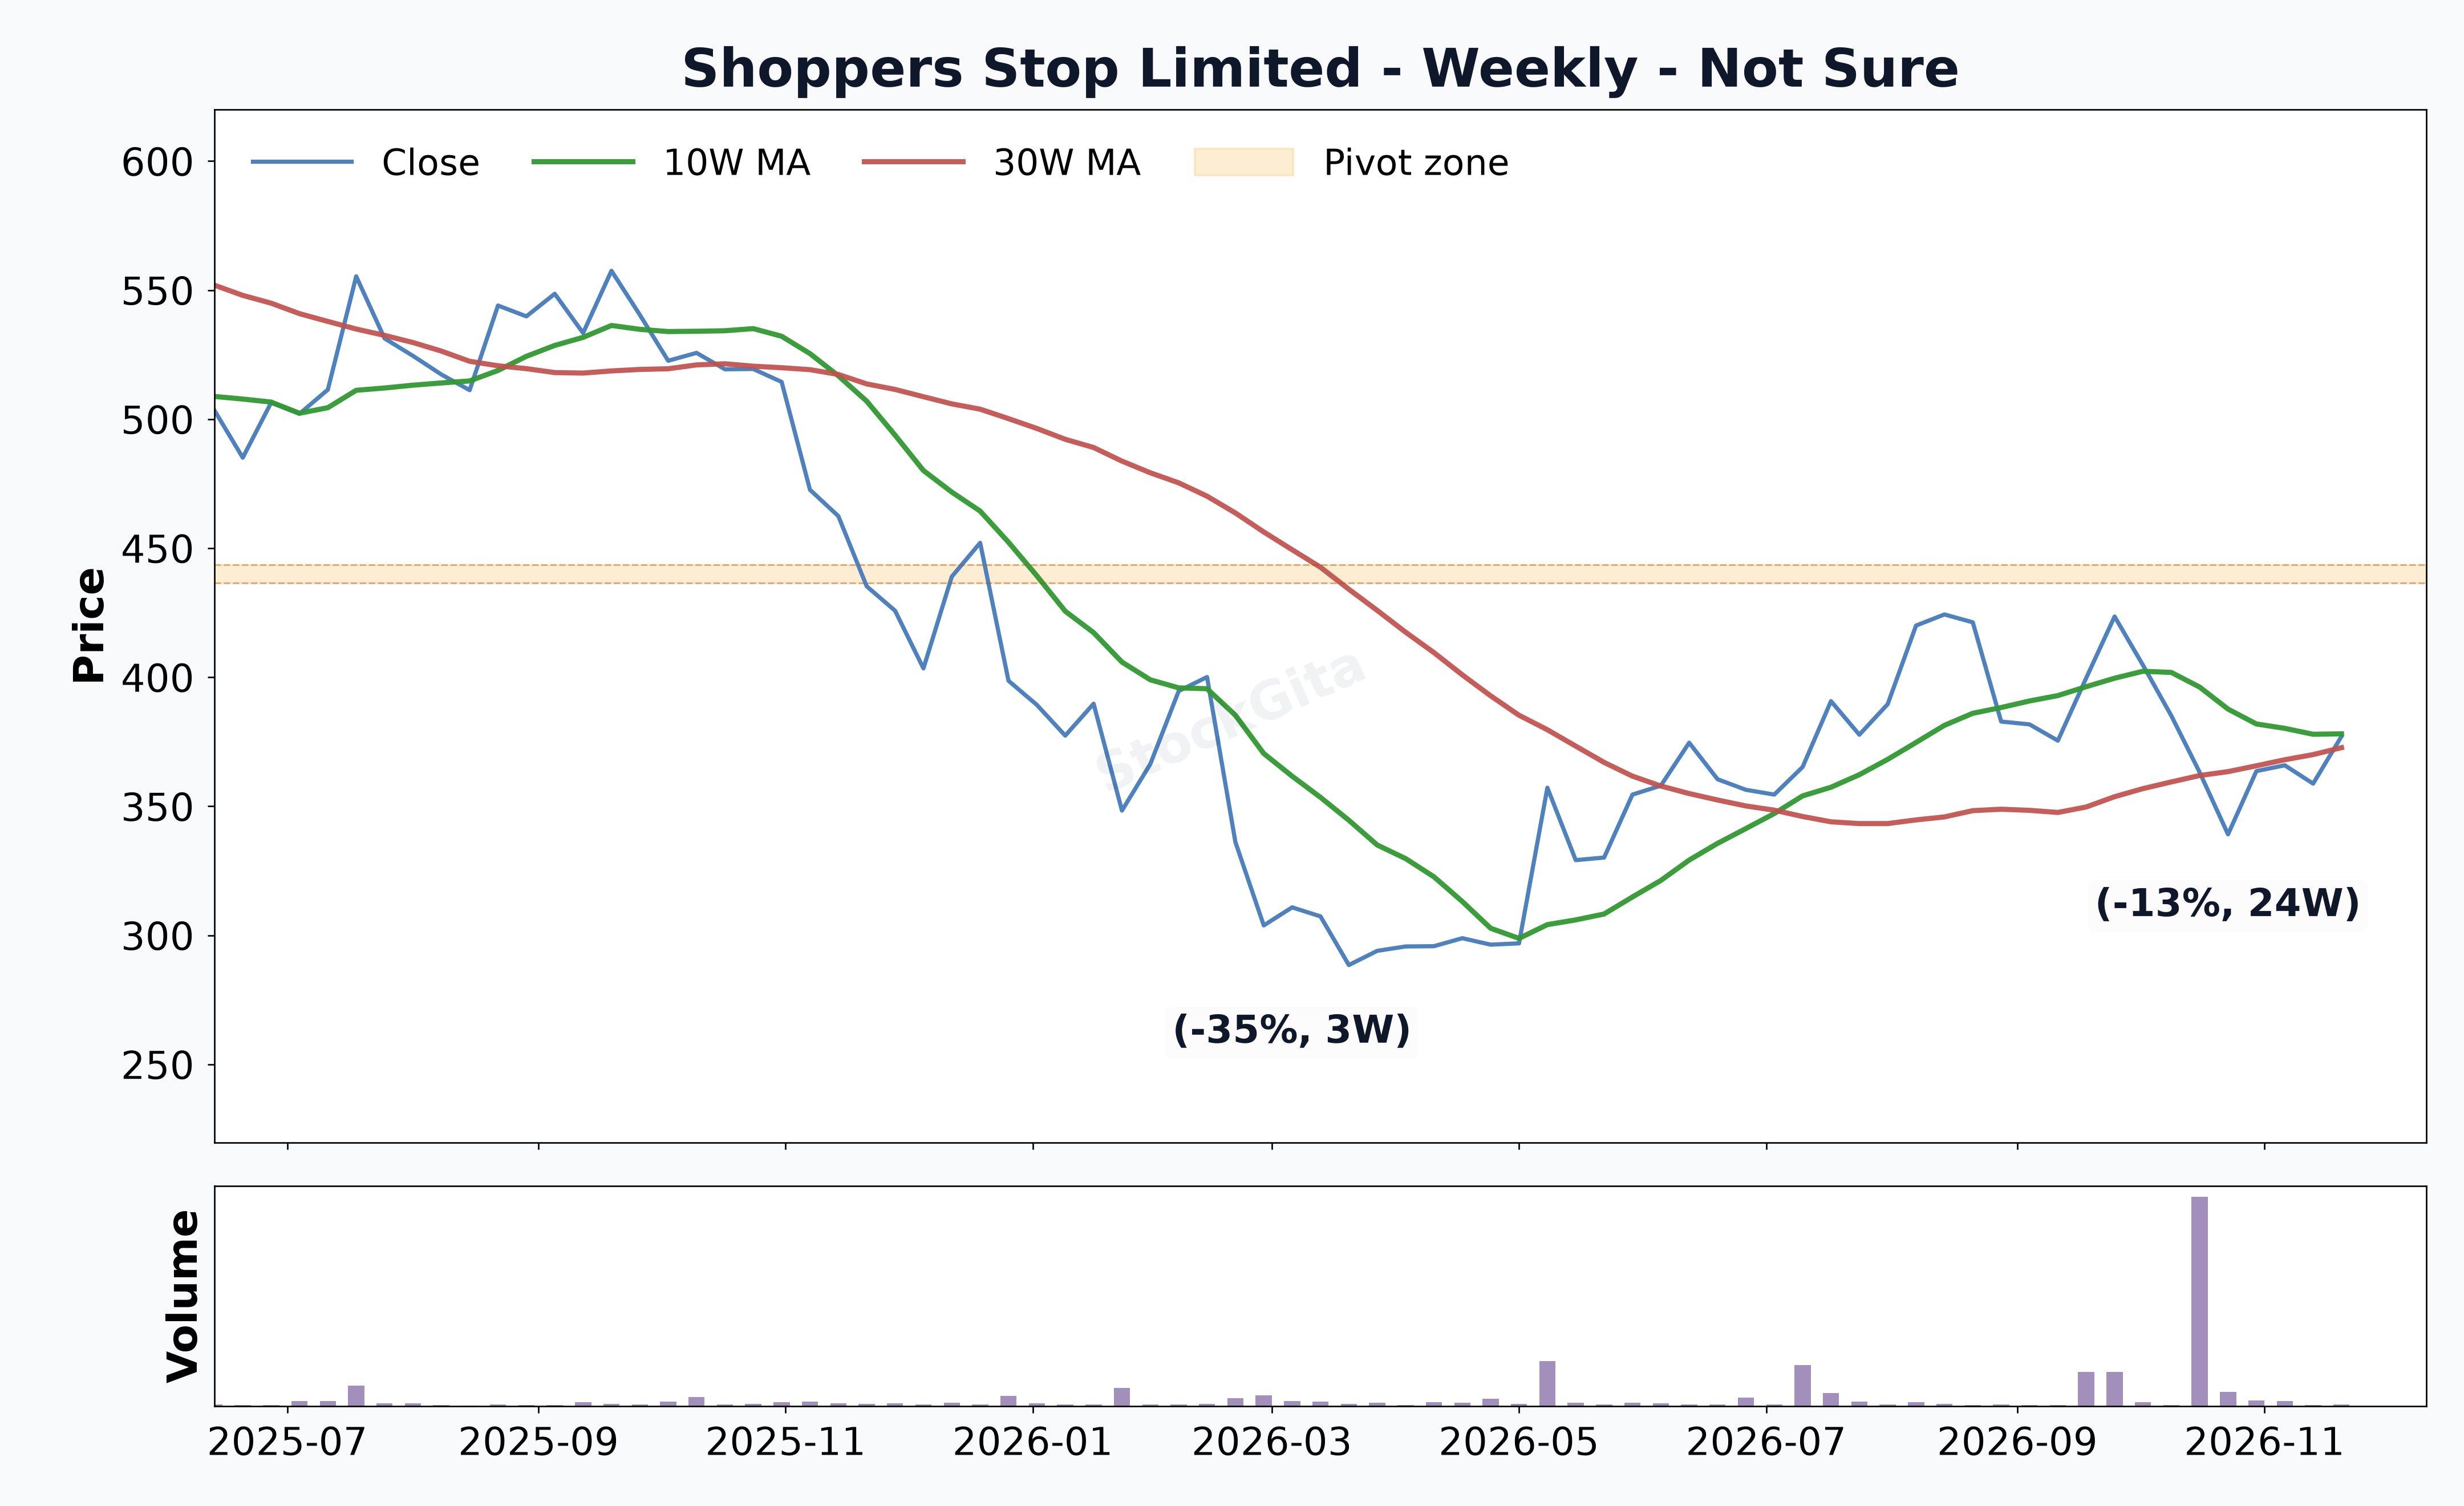 Shoppers Stop Limited - Weekly - Not Sure
Close 10W MA 30W MA Pivot zone
Price
600
550
500
450
400
350
300
250
StockGita
(-35%, 3W)
(-13%, 24W)
Volume
2025-07 2025-09 2025-11 2026-01 2026-03 2026-05 2026-07 2026-09 2026-11